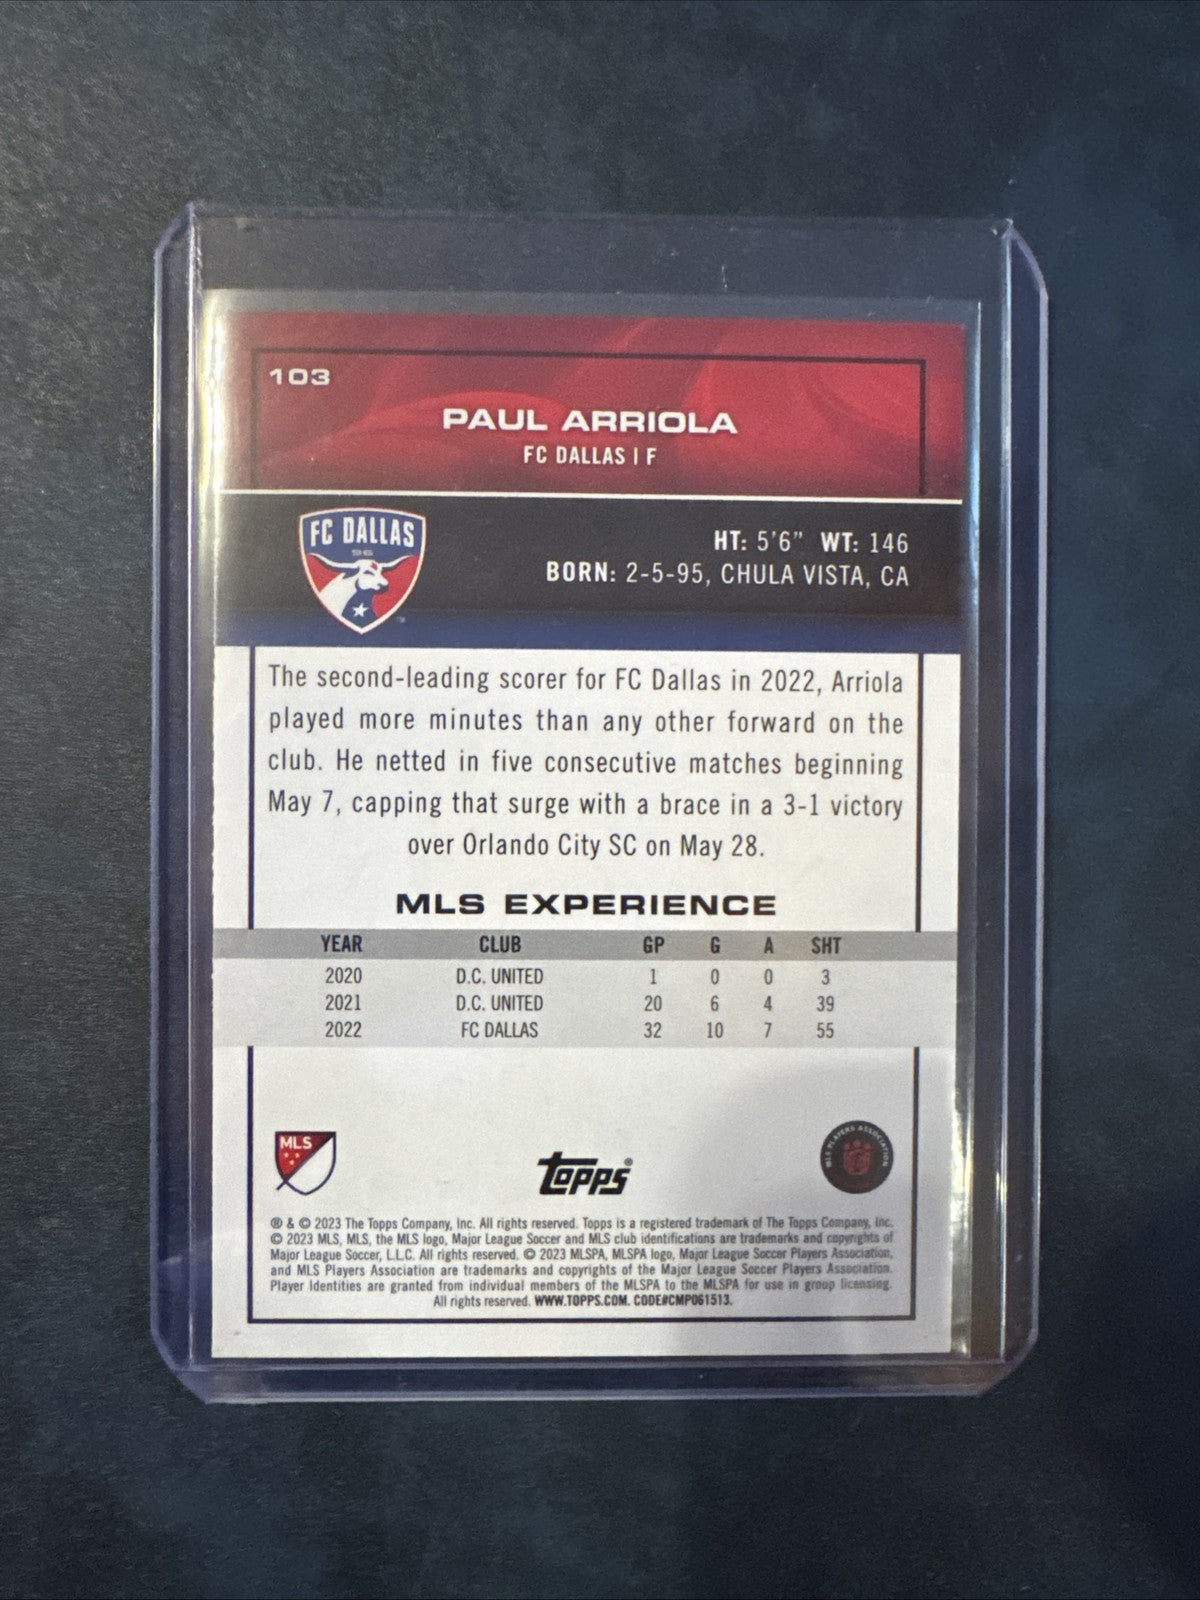 103
PAUL ARRIOLA
FC DALLAS | F
FC DALLAS
HT: 5'6" WT: 146
BORN: 2-5-95, CHULA VISTA, CA
The second-leading scorer for FC Dallas in 2022, Arriola
played more minutes than any other forward on the
club. He netted in five consecutive matches beginning
May 7, capping that surge with a brace in a 3-1 victory
over Orlando City SC on May 28.
MLS EXPERIENCE
YEAR CLUB GP G A SHT
2020 D.C. UNITED 1 0 0 3
2021 D.C. UNITED 20 6 4 39
2022 FC DALLAS 32 10 7 55
MLS
topps®
MLS PLAYERS ASSOCIATION
® & © 2023 The Topps Company, Inc. All rights reserved. Topps is a registered trademark of The Topps Company, Inc.
© 2023 MLS, MLS, the MLS logo, Major League Soccer and MLS club identifications are trademarks and copyrights of
Major League Soccer, L.L.C. All rights reserved. © 2023 MLSPA, MLSPA logo, Major League Soccer Players Association,
and MLS Players Association are trademarks and copyrights of the Major League Soccer Players Association.
Player Identities are granted from individual members of the MLSPA to the MLSPA for use in group licensing.
All rights reserved. WWW.TOPPS.COM. CODE#CMP061513.